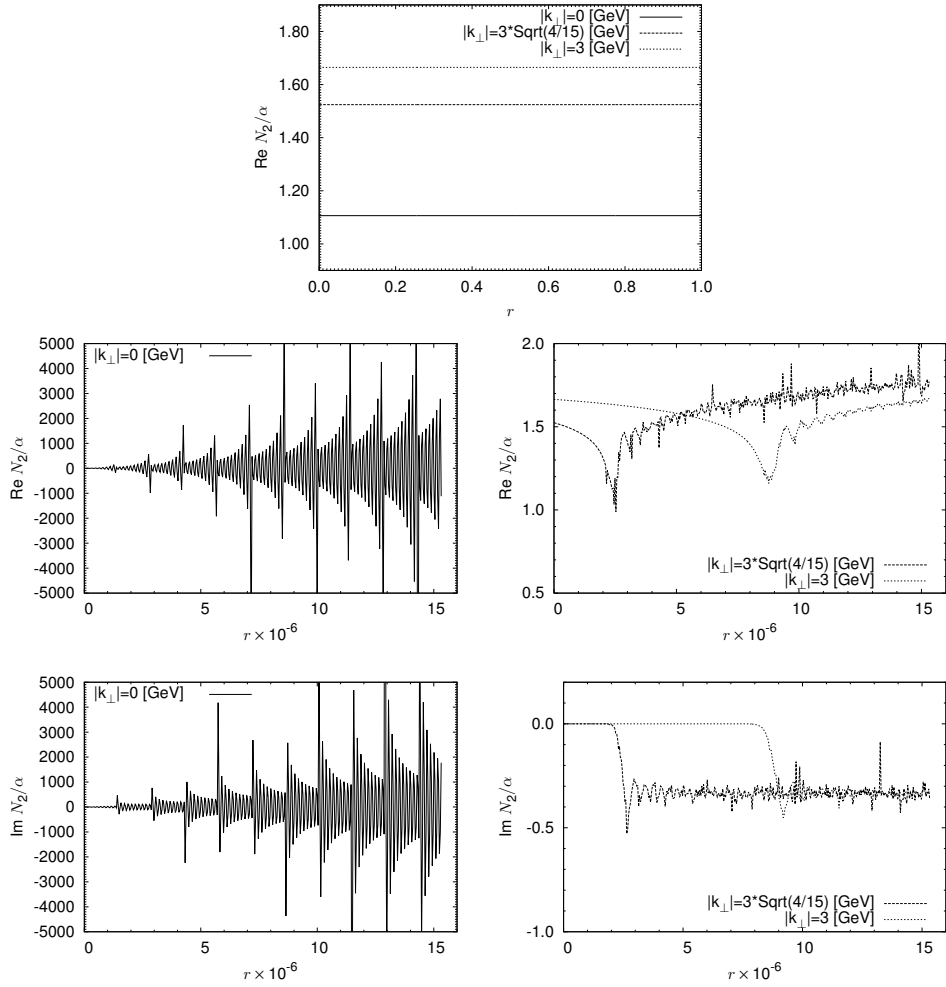 |k⊥|=0 [GeV]
|k⊥|=3*Sqrt(4/15) [GeV]
|k⊥|=3 [GeV]
1.80
1.60
1.40
1.20
1.00
Re N₂/α
0.0 0.2 0.4 0.6 0.8 1.0
r
|k⊥|=0 [GeV]
5000
4000
3000
2000
1000
0
-1000
-2000
-3000
-4000
-5000
Re N₂/α
0 5 10 15
r × 10⁻⁶
2.0
1.5
1.0
0.5
Re N₂/α
|k⊥|=3*Sqrt(4/15) [GeV]
|k⊥|=3 [GeV]
0 5 10 15
r × 10⁻⁶
|k⊥|=0 [GeV]
5000
4000
3000
2000
1000
0
-1000
-2000
-3000
-4000
-5000
Im N₂/α
0 5 10 15
r × 10⁻⁶
0.0
-0.5
-1.0
Im N₂/α
|k⊥|=3*Sqrt(4/15) [GeV]
|k⊥|=3 [GeV]
0 5 10 15
r × 10⁻⁶